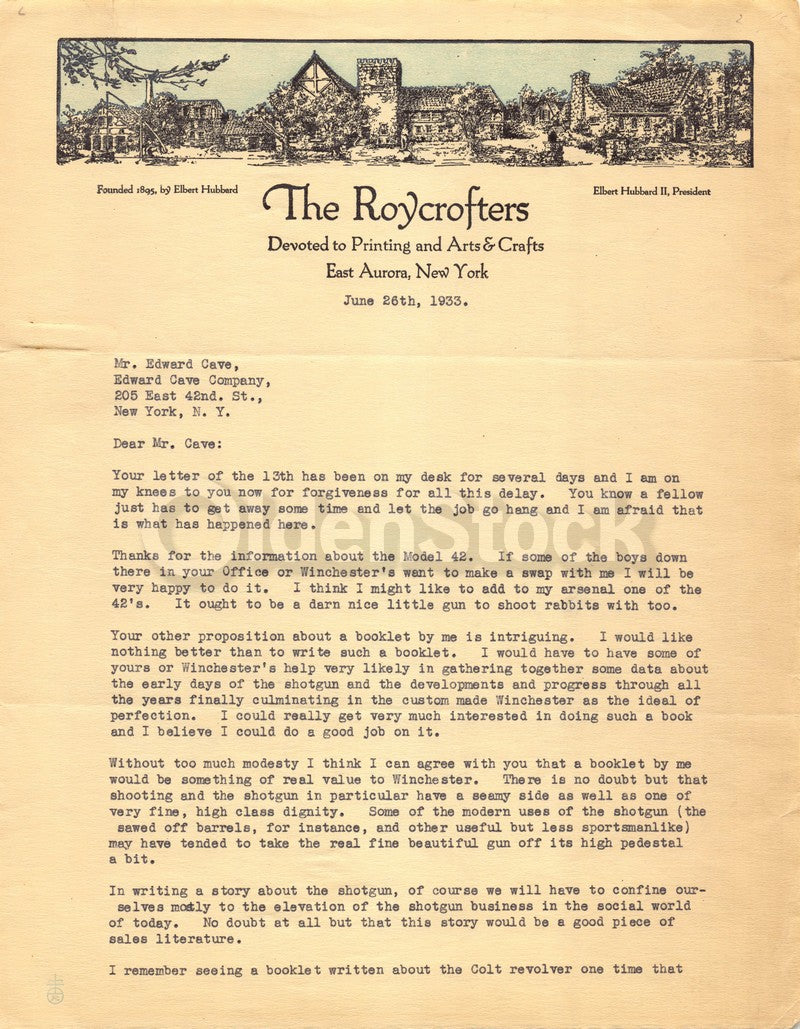 Founded 1895, by Elbert Hubbard
Elbert Hubbard II, President
The Roycrofters
Devoted to Printing and Arts & Crafts
East Aurora, New York
June 26th, 1933.
Mr. Edward Cave,
Edward Cave Company,
205 East 42nd. St.,
New York, N. Y.
Dear Mr. Cave:
Your letter of the 13th has been on my desk for several days and I am on
my knees to you now for forgiveness for all this delay. You know a fellow
just has to get away some time and let the job go hang and I am afraid that
is what has happened here.
Thanks for the information about the Model 42. If some of the boys down
there in your Office or Winchester's want to make a swap with me I will be
very happy to do it. I think I might like to add to my arsenal one of the
42's. It ought to be a darn nice little gun to shoot rabbits with too.
Your other proposition about a booklet by me is intriguing. I would like
nothing better than to write such a booklet. I would have to have some of
yours or Winchester's help very likely in gathering together some data about
the early days of the shotgun and the developments and progress through all
the years finally culminating in the custom made Winchester as the ideal of
perfection. I could really get very much interested in doing such a book
and I believe I could do a good job on it.
Without too much modesty I think I can agree with you that a booklet by me
would be something of real value to Winchester. There is no doubt but that
shooting and the shotgun in particular have a seamy side as well as one of
very fine, high class dignity. Some of the modern uses of the shotgun (the
sawed off barrels, for instance, and other useful but less sportsmanlike)
may have tended to take the real fine beautiful gun off its high pedestal
a bit.
In writing a story about the shotgun, of course we will have to confine our-
selves mostly to the elevation of the shotgun business in the social world
of today. No doubt at all but that this story would be a good piece of
sales literature.
I remember seeing a booklet written about the Colt revolver one time that
OldenStock